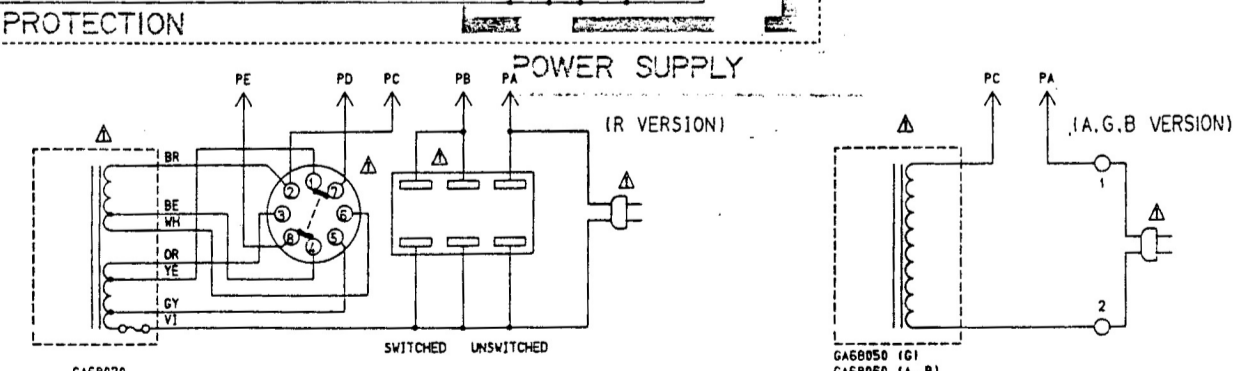 PROTECTION
POWER SUPPLY
PE PD PC PB PA
(R VERSION)
PC PA
(A.G.B VERSION)
BR
BE
WH
OR
YE
GY
VI
1
2
7
3
6
8
5
4
1
2
SWITCHED UNSWITCHED
GA68050 (G)